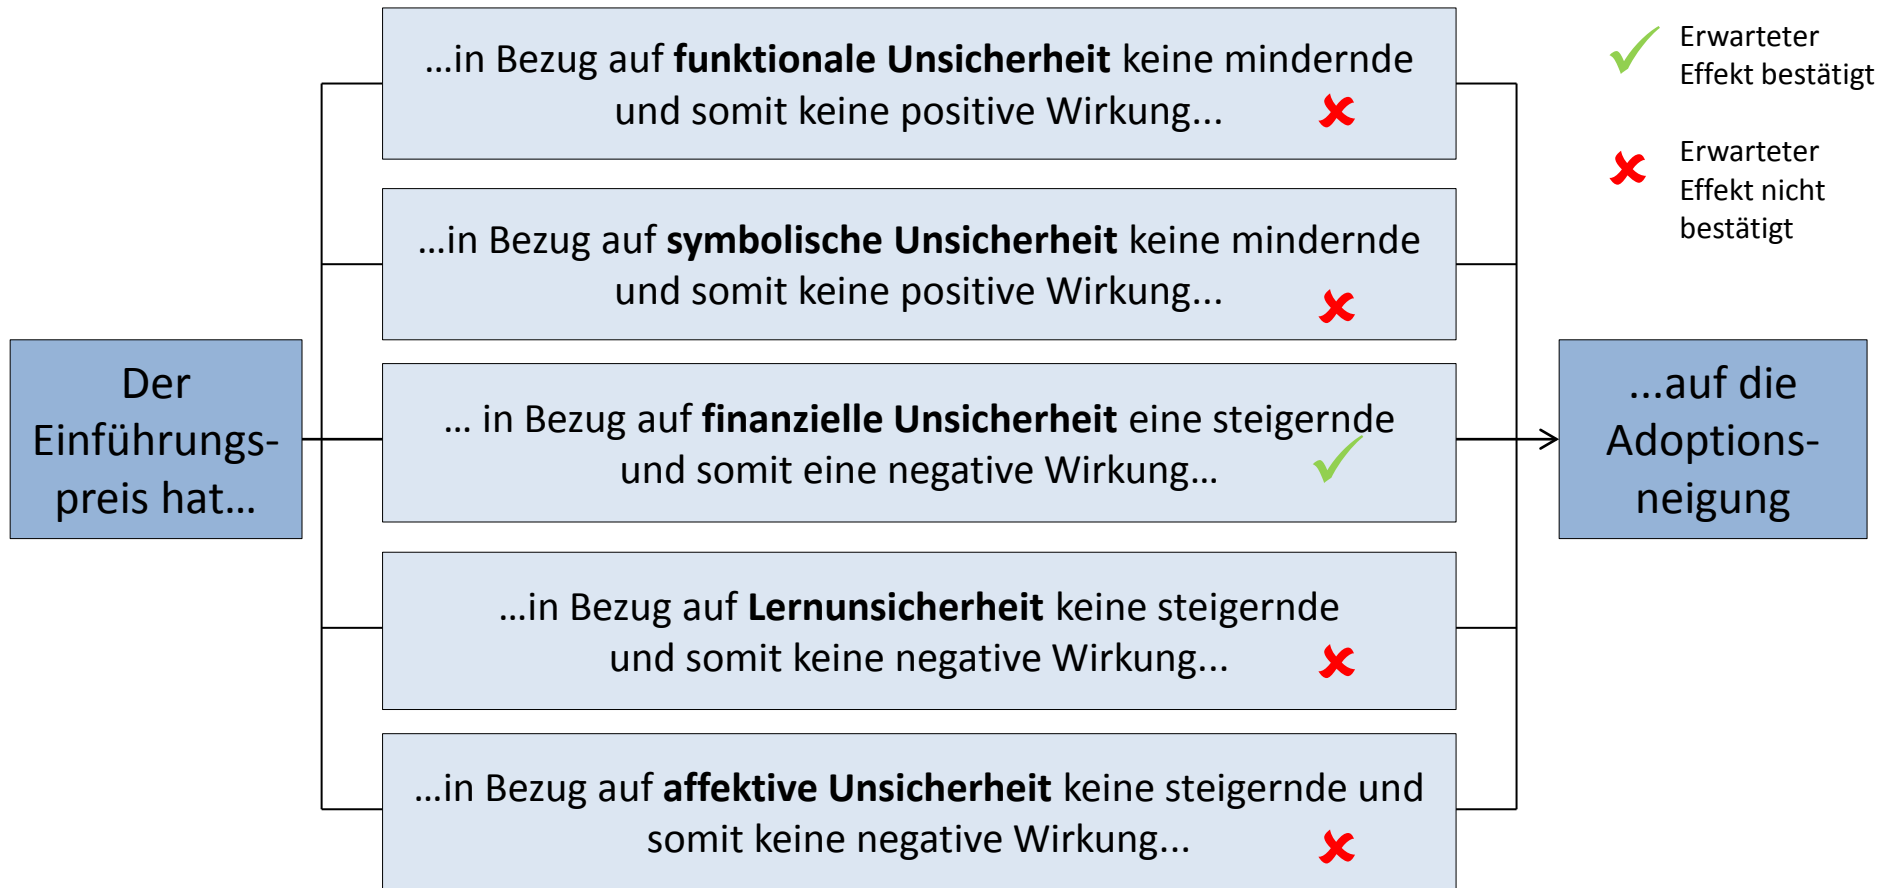 Der
Einführungs-
preis hat…
…in Bezug auf funktionale Unsicherheit keine mindernde
und somit keine positive Wirkung...
…in Bezug auf symbolische Unsicherheit keine mindernde
und somit keine positive Wirkung...
… in Bezug auf finanzielle Unsicherheit eine steigernde
und somit eine negative Wirkung…
…in Bezug auf Lernunsicherheit keine steigernde
und somit keine negative Wirkung...
…in Bezug auf affektive Unsicherheit keine steigernde und
somit keine negative Wirkung...
…auf die
Adoptions-
neigung
Erwarteter
Effekt bestätigt
Erwarteter
Effekt nicht
bestätigt